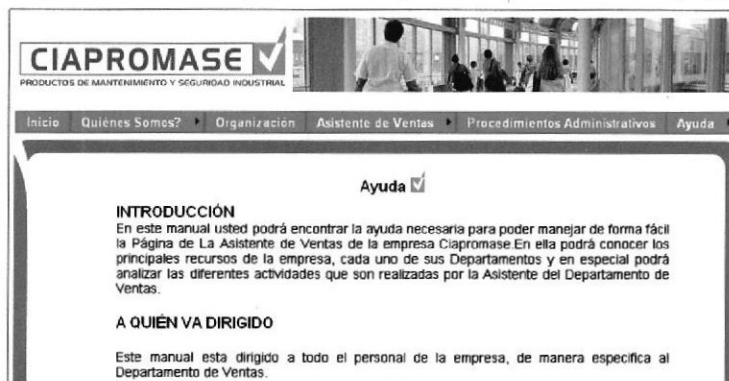 CIAPROMASE
PRODUCTOS DE MANTENIMIENTO Y SEGURIDAD INDUSTRIAL
Inicio Quiénes Somos? Organización Asistente de Ventas Procedimientos Administrativos Ayuda
Ayuda
INTRODUCCIÓN
En este manual usted podrá encontrar la ayuda necesaria para poder manejar de forma fácil
la Página de La Asistente de Ventas de la empresa Ciapromase.En ella podrá conocer los
principales recursos de la empresa, cada uno de sus Departamentos y en especial podrá
analizar las diferentes actividades que son realizadas por la Asistente del Departamento de
Ventas.
A QUIÉN VA DIRIGIDO
Este manual esta dirigido a todo el personal de la empresa, de manera especifica al
Departamento de Ventas.